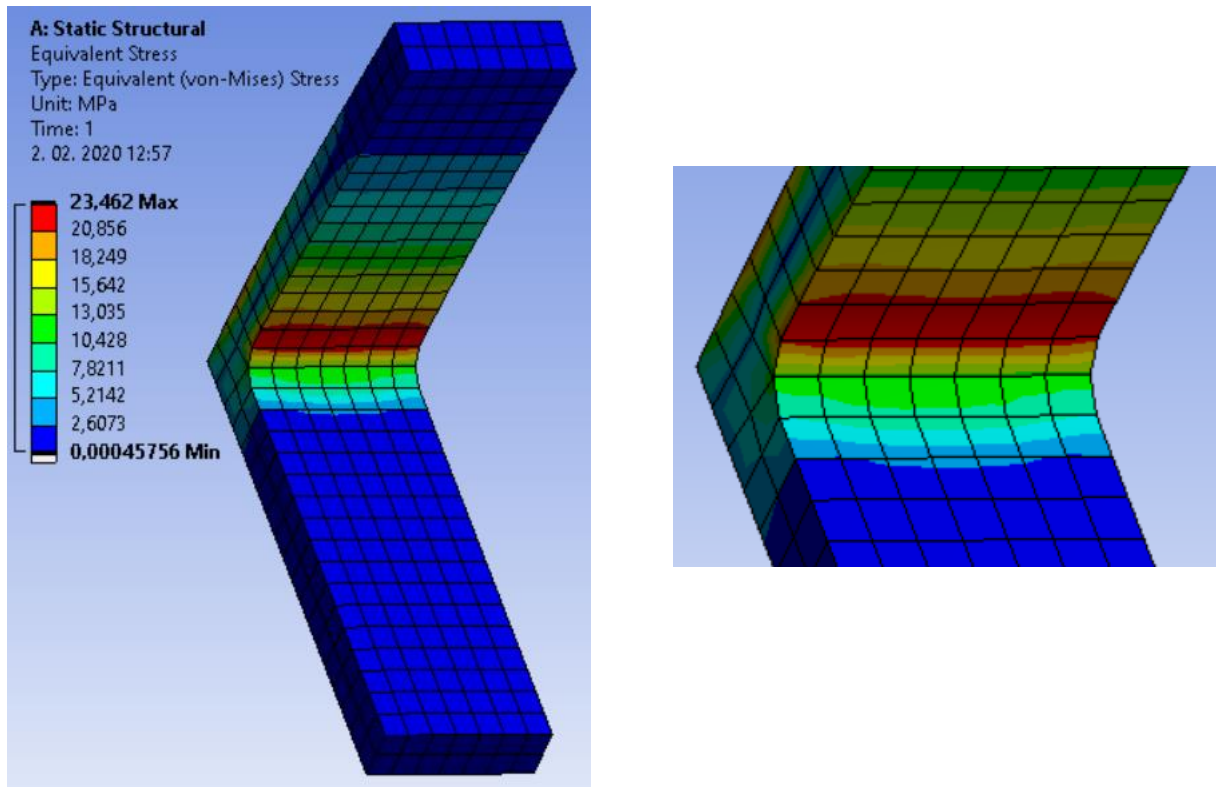 A: Static Structural
Equivalent Stress
Type: Equivalent (von-Mises) Stress
Unit: MPa
Time: 1
2. 02. 2020 12:57
23,462 Max
20,856
18,249
15,642
13,035
10,428
7,8211
5,2142
2,6073
0,00045756 Min